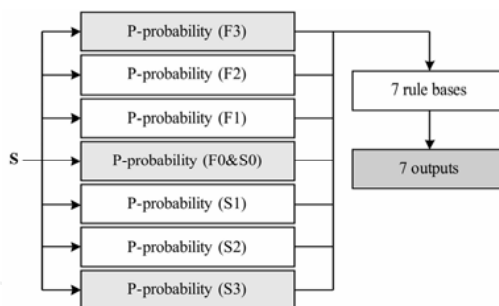 P-probability (F3)
P-probability (F2)
P-probability (F1)
S
P-probability (F0&S0)
P-probability (S1)
P-probability (S2)
P-probability (S3)
7 rule bases
7 outputs